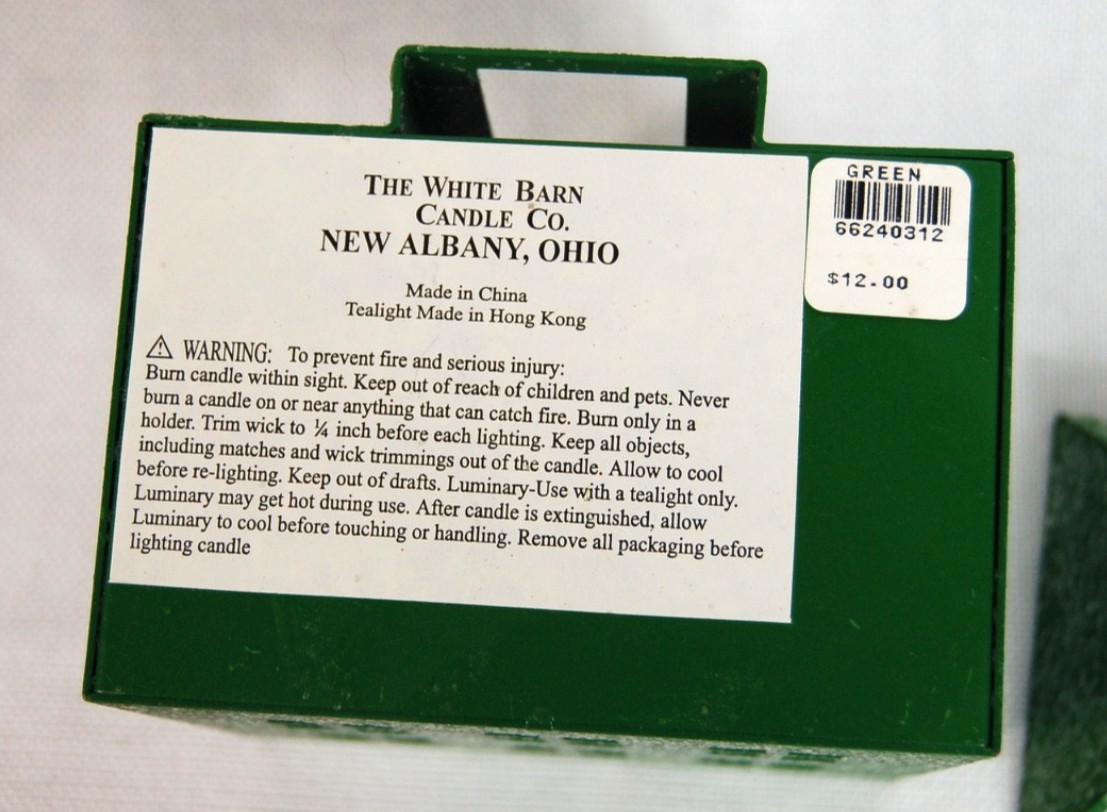 THE WHITE BARN
CANDLE CO.
NEW ALBANY, OHIO
Made in China
Tealight Made in Hong Kong
⚠ WARNING: To prevent fire and serious injury:
Burn candle within sight. Keep out of reach of children and pets. Never
burn a candle on or near anything that can catch fire. Burn only in a
holder. Trim wick to ¼ inch before each lighting. Keep all objects,
including matches and wick trimmings out of the candle. Allow to cool
before re-lighting. Keep out of drafts. Luminary-Use with a tealight only.
Luminary may get hot during use. After candle is extinguished, allow
Luminary to cool before touching or handling. Remove all packaging before
lighting candle
GREEN
66240312
$12.00